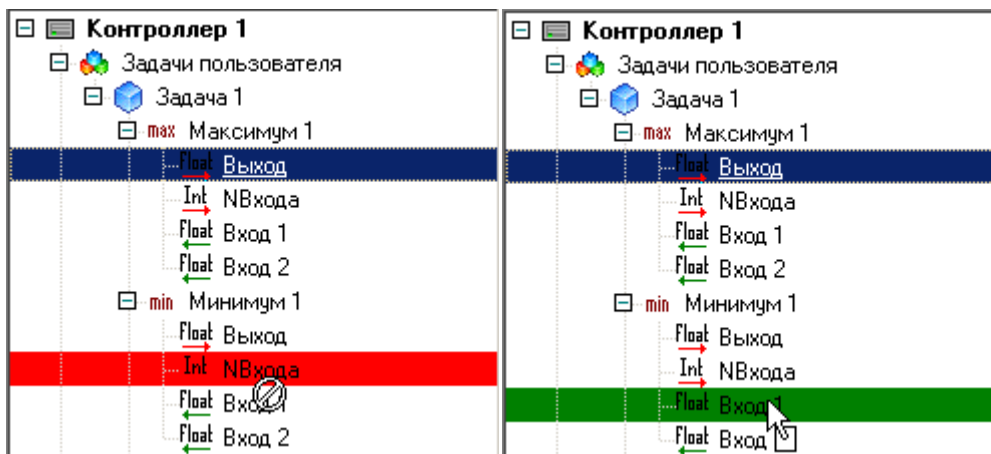 Контроллер 1
Задачи пользователя
Задача 1
max Максимум 1
Float Выход
Int NВхода
Float Вход 1
Float Вход 2
min Минимум 1
Float Выход
Int NВхода
Float Вход 1
Float Вход 2
Контроллер 1
Задачи пользователя
Задача 1
max Максимум 1
Float Выход
Int NВхода
Float Вход 1
Float Вход 2
min Минимум 1
Float Выход
Int NВхода
Float Вход 1
Float Вход